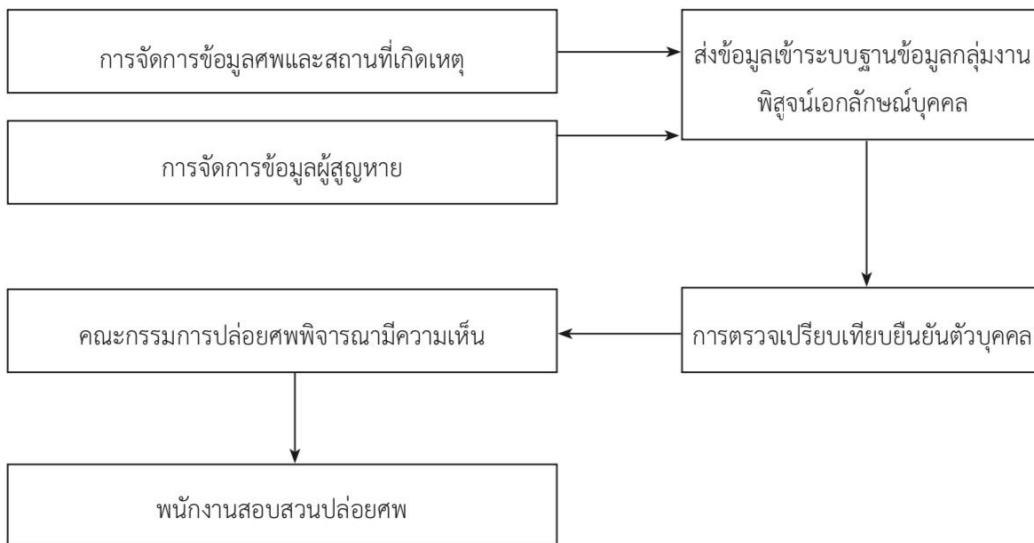 การจัดการข้อมูลศพและสถานที่เกิดเหตุ
ส่งข้อมูลเข้าระบบฐานข้อมูลกลุ่มงาน
พิสูจน์เอกลักษณ์บุคคล
การจัดการข้อมูลผู้สูญหาย
คณะกรรมการปล่อยศพพิจารณามีความเห็น
การตรวจเปรียบเทียบยืนยันตัวบุคคล
พนักงานสอบสวนปล่อยศพ